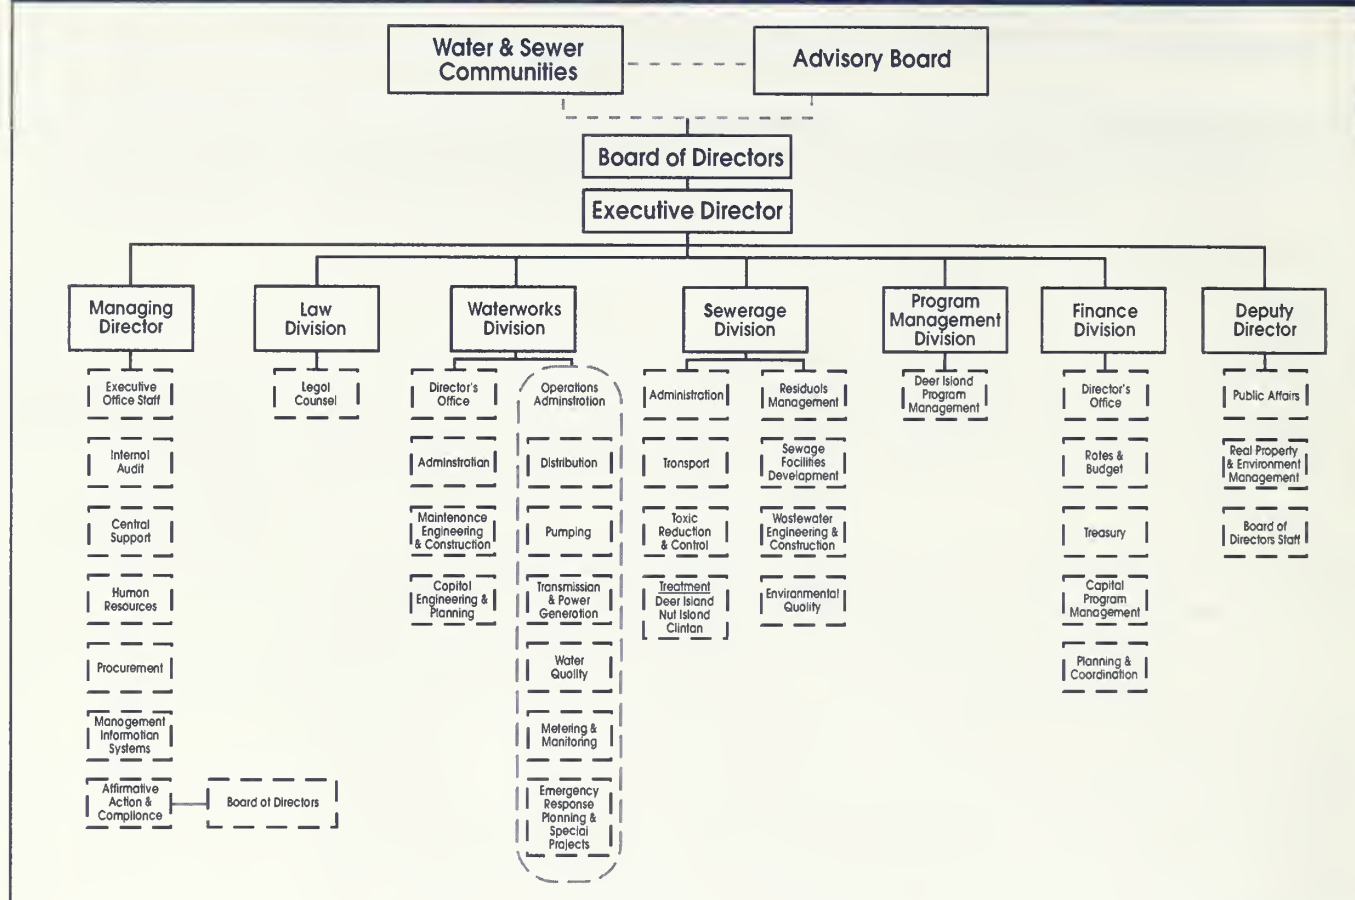 Water & Sewer
Communities
Advisory Board
Board of Directors
Executive Director
Managing
Director
Law
Division
Waterworks
Division
Sewerage
Division
Program
Management
Division
Finance
Division
Deputy
Director
Executive
Office Staff
Internal
Audit
Central
Support
Human
Resources
Procurement
Management
Information
Systems
Affirmative
Action &
Compliance
Board of Directors
Legal
Counsel
Director's
Office
Adminstration
Maintenance
Engineering
& Construction
Capitol
Engineering &
Planning
Operations
Adminstration
Distribution
Pumping
Transmission
& Power
Generation
Water
Quality
Metering &
Monitoring
Emergency
Response
Planning &
Special
Projects
Administration
Transport
Toxic
Reduction
& Control
Treatment
Deer Island
Nut Island
Clinton
Residuals
Management
Sewage
Facilities
Development
Wastewater
Engineering &
Construction
Environmental
Quality
Deer Island
Program
Management
Director's
Office
Rates &
Budget
Treasury
Capital
Program
Management
Planning &
Coordination
Public Affairs
Real Property
& Environment
Management
Board of
Directors Staff